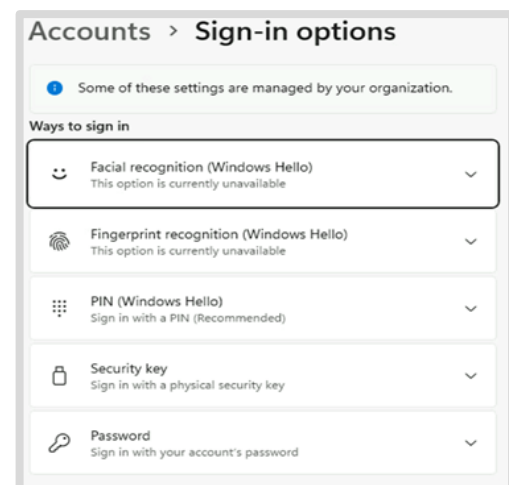 Accounts > Sign-in options
Some of these settings are managed by your organization.
Ways to sign in
Facial recognition (Windows Hello)
This option is currently unavailable
Fingerprint recognition (Windows Hello)
This option is currently unavailable
PIN (Windows Hello)
Sign in with a PIN (Recommended)
Security key
Sign in with a physical security key
Password
Sign in with your account's password